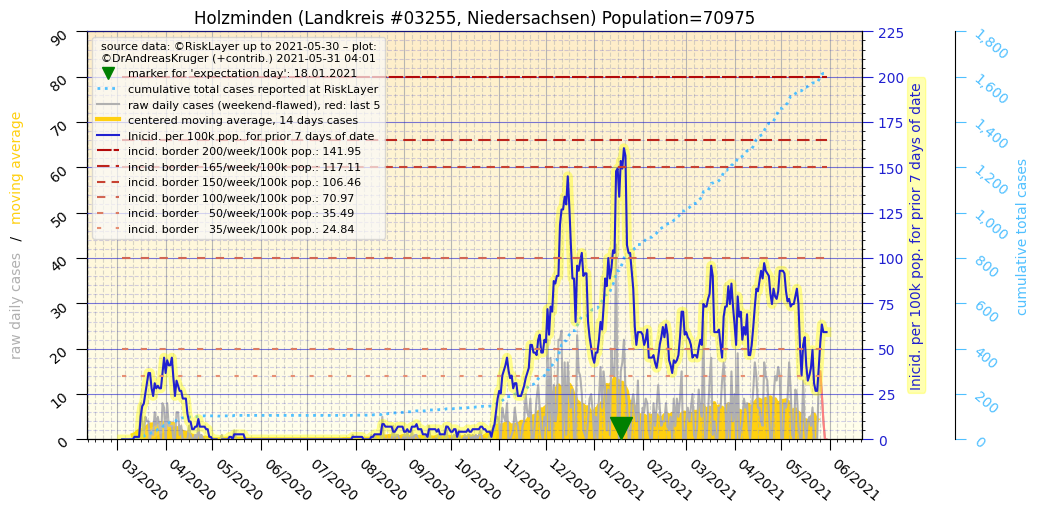 Holzminden (Landkreis #03255, Niedersachsen) Population=70975
source data: ©RiskLayer up to 2021-05-30 – plot:
©DrAndreasKruger (+contrib.) 2021-05-31 04:01
marker for 'expectation day': 18.01.2021
cumulative total cases reported at RiskLayer
raw daily cases (weekend-flawed), red: last 5
centered moving average, 14 days cases
Inicid. per 100k pop. for prior 7 days of date
incid. border 200/week/100k pop.: 141.95
incid. border 165/week/100k pop.: 117.11
incid. border 150/week/100k pop.: 106.46
incid. border 100/week/100k pop.: 70.97
incid. border 50/week/100k pop.: 35.49
incid. border 35/week/100k pop.: 24.84
raw daily cases / moving average
90
80
70
60
50
40
30
20
10
0
03/2020
04/2020
05/2020
06/2020
07/2020
08/2020
09/2020
10/2020
11/2020
12/2020
01/2021
02/2021
03/2021
04/2021
05/2021
06/2021
225
200
175
150
125
100
75
50
25
0
Inicid. per 100k pop. for prior 7 days of date
1,800
1,600
1,400
1,200
1,000
800
600
400
200
0
cumulative total cases